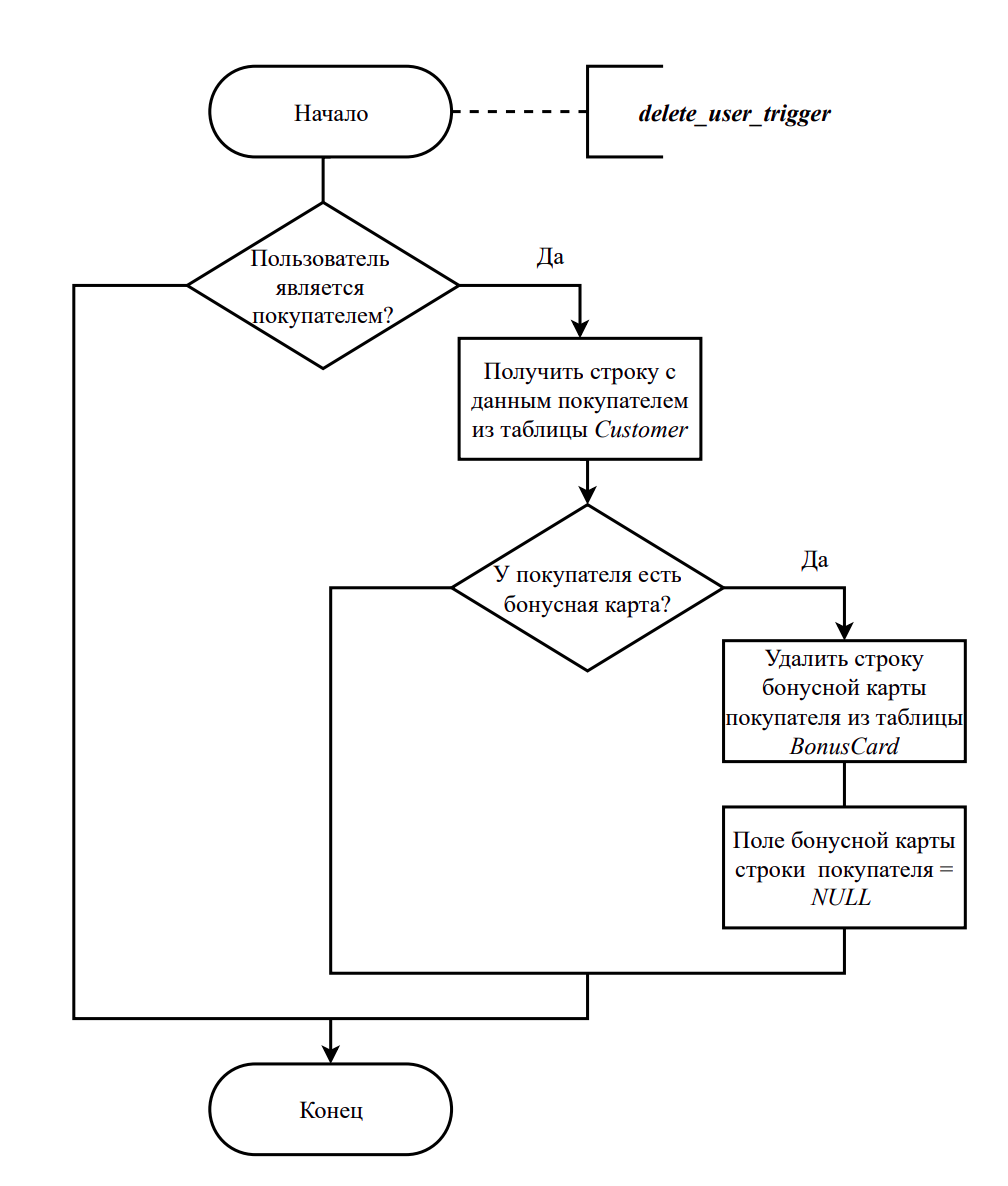 Начало
delete_user_trigger
Пользователь
является
покупателем?
Да
Получить строку с
данным покупателем
из таблицы Customer
У покупателя есть
бонусная карта?
Да
Удалить строку
бонусной карты
покупателя из таблицы
BonusCard
Поле бонусной карты
строки покупателя =
NULL
Конец